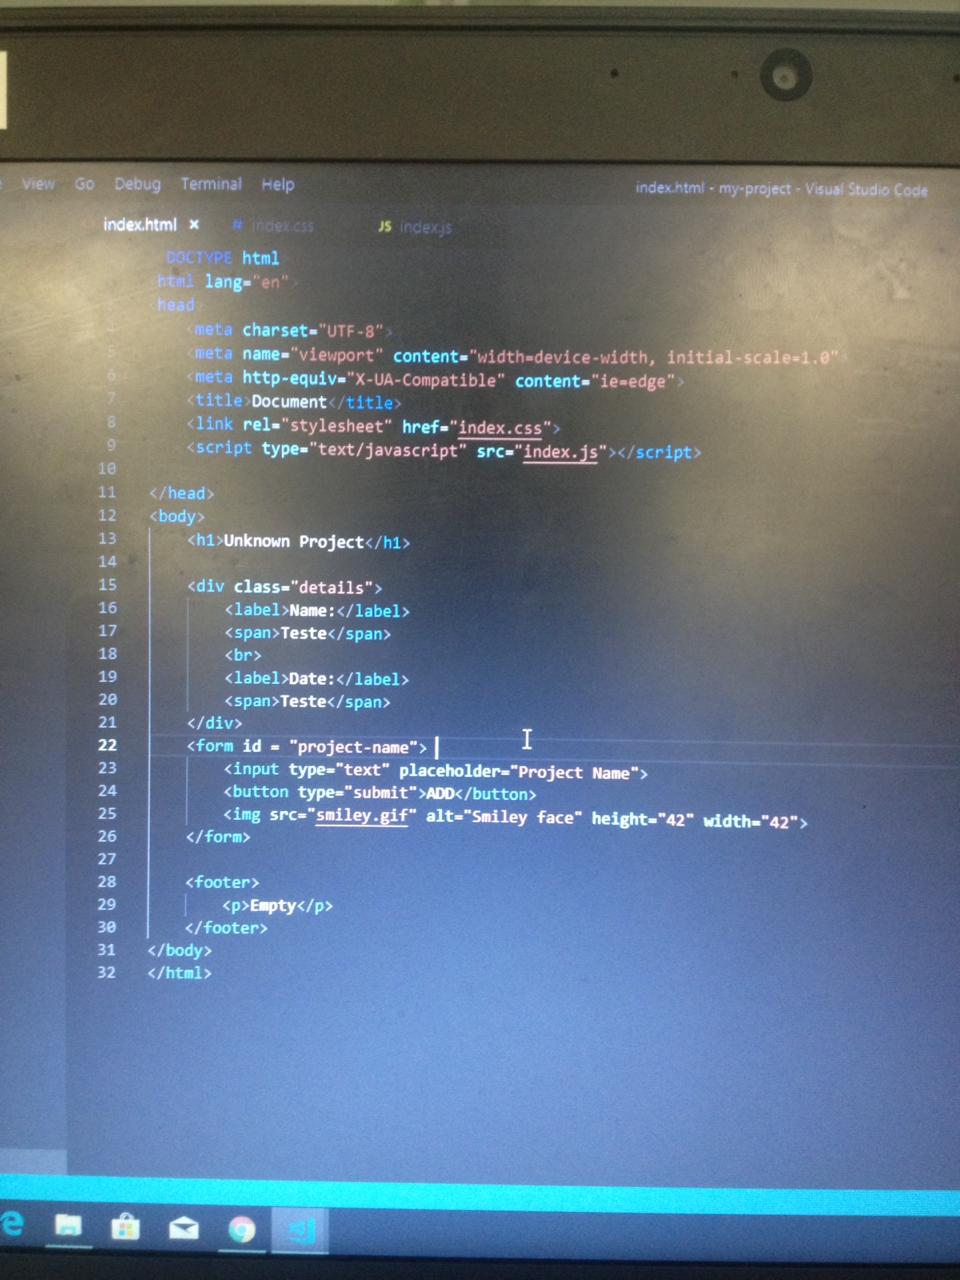 View Go Debug Terminal Help index.html - my-project - Visual Studio Code
index.html × # index.css JS index.js
DOCTYPE html
html lang="en"
head
<meta charset="UTF-8">
5 <meta name="viewport" content="width=device-width, initial-scale=1.0"
6 <meta http-equiv="X-UA-Compatible" content="ie=edge">
7 <title>Document</title>
8 <link rel="stylesheet" href="index.css">
9 <script type="text/javascript" src="index.js"></script>
10
11 </head>
12 <body>
13 <h1>Unknown Project</h1>
14
15 <div class="details">
16 <label>Name:</label>
17 <span>Teste</span>
18 <br>
19 <label>Date:</label>
20 <span>Teste</span>
21 </div>
22 <form id = "project-name">
23 <input type="text" placeholder="Project Name">
24 <button type="submit">ADD</button>
25 <img src="smiley.gif" alt="Smiley face" height="42" width="42">
26 </form>
27
28 <footer>
29 <p>Empty</p>
30 </footer>
31 </body>
32 </html>